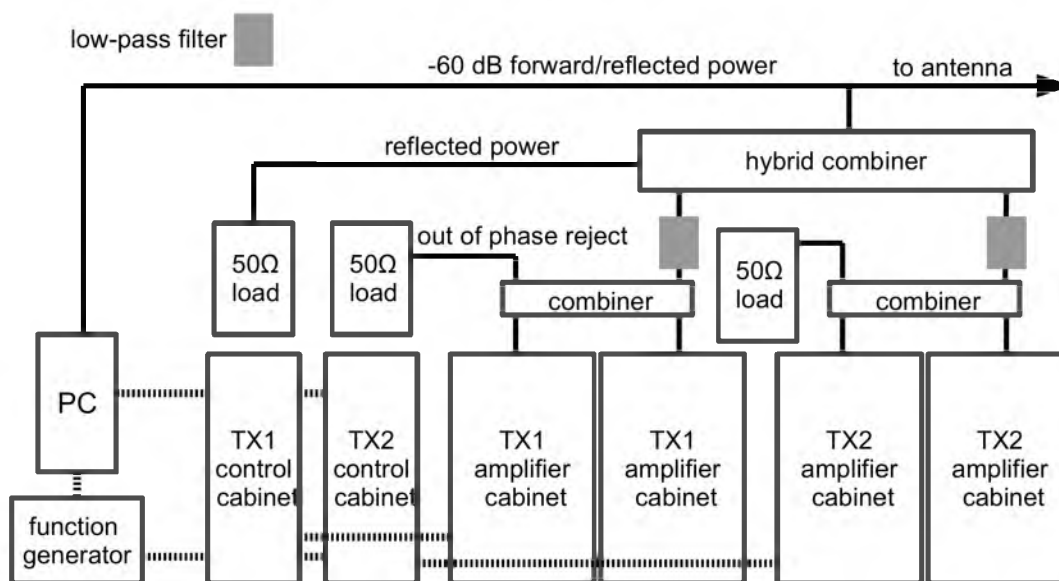 low-pass filter
-60 dB forward/reflected power
to antenna
reflected power
hybrid combiner
out of phase reject
50Ω
load
50Ω
load
50Ω
load
combiner
combiner
PC
TX1
control
cabinet
TX2
control
cabinet
TX1
amplifier
cabinet
TX1
amplifier
cabinet
TX2
amplifier
cabinet
TX2
amplifier
cabinet
function
generator